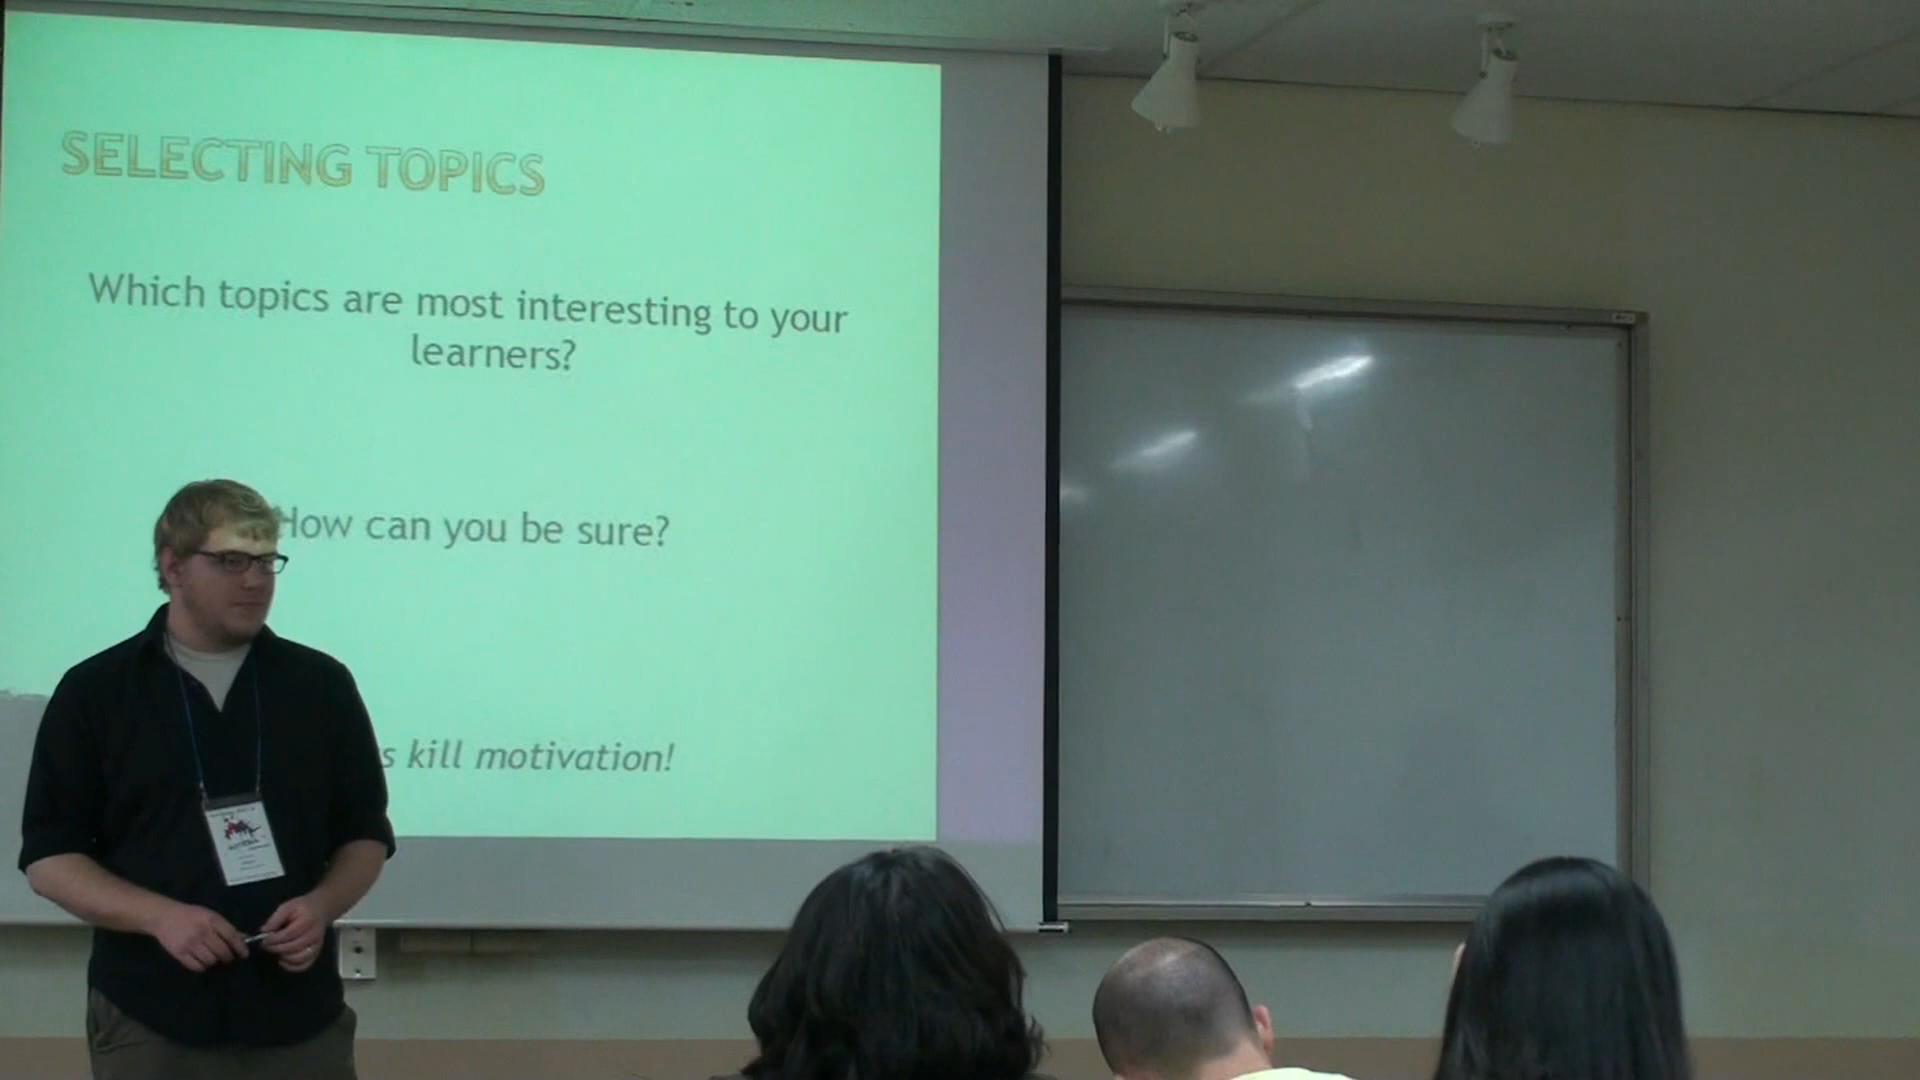 SELECTING TOPICS
Which topics are most interesting to your
learners?
How can you be sure?
kill motivation!